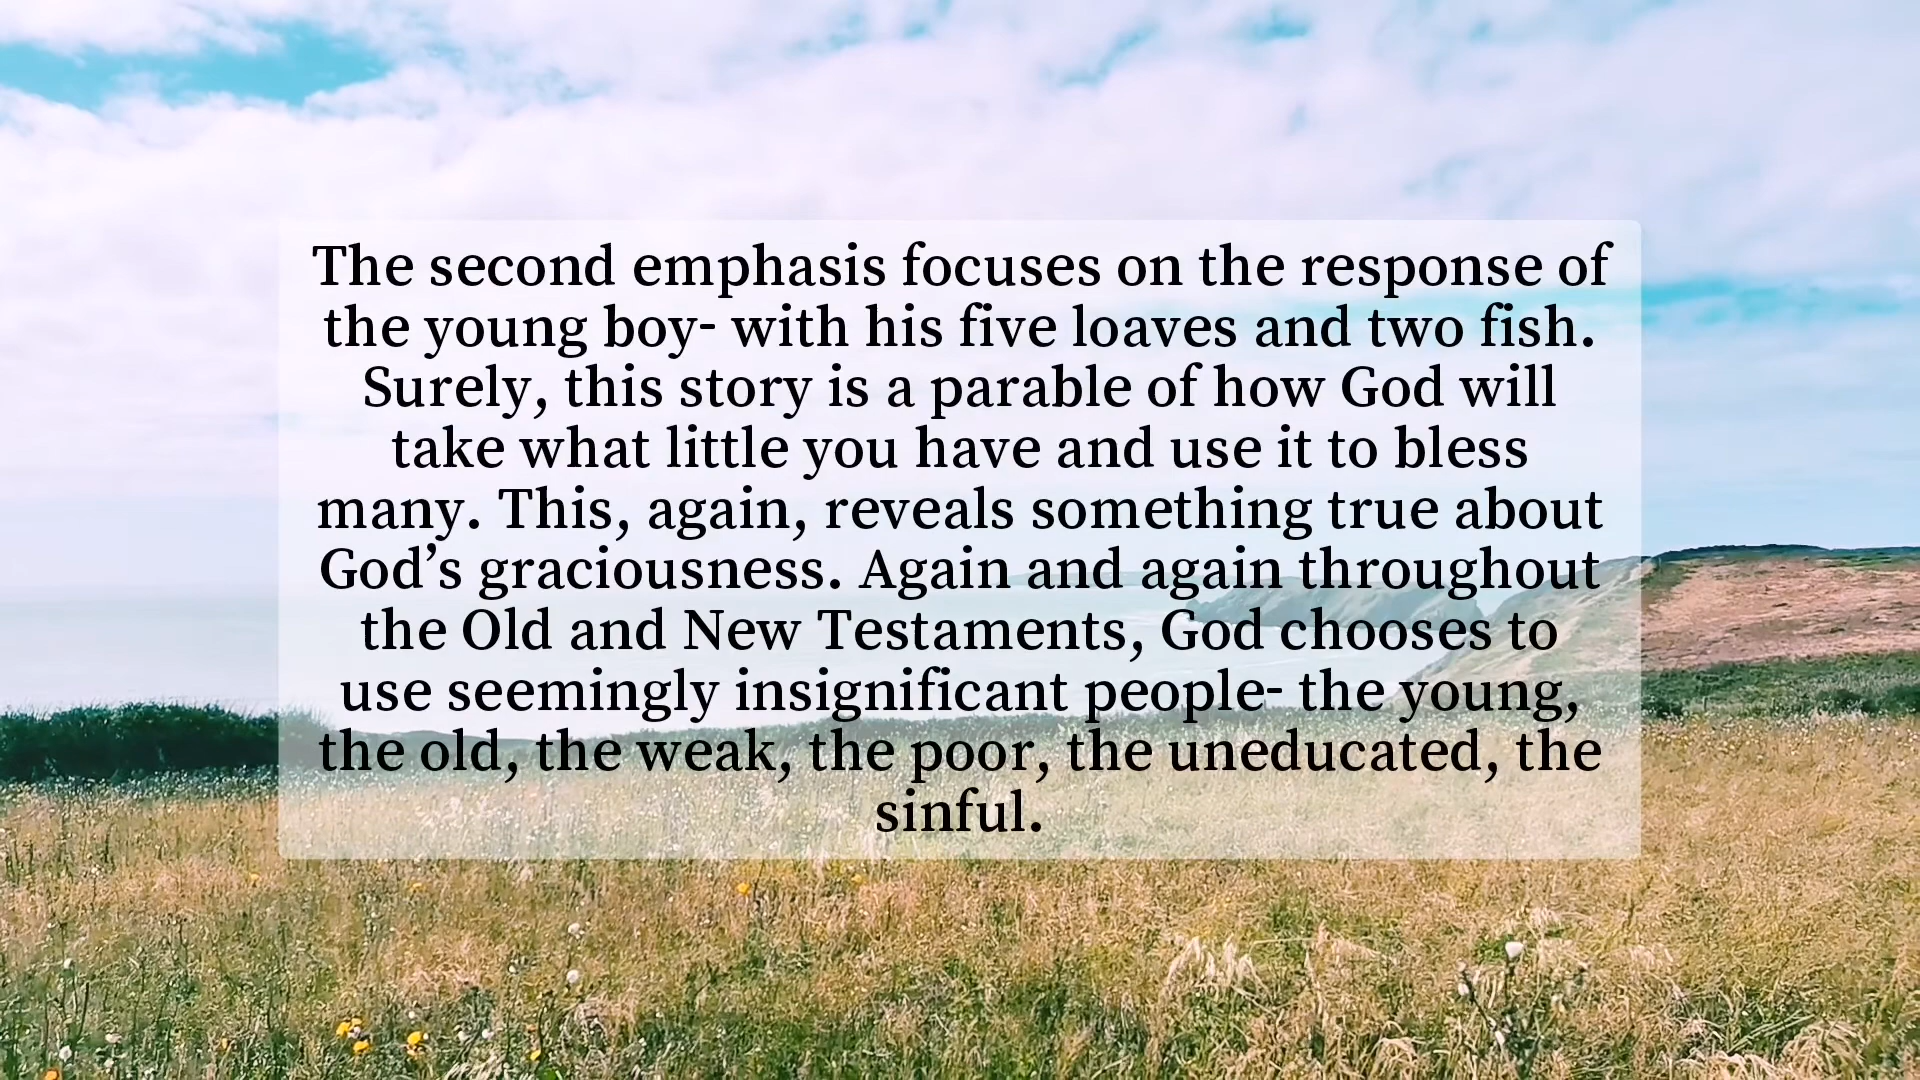 The second emphasis focuses on the response of
the young boy- with his five loaves and two fish.
Surely, this story is a parable of how God will
take what little you have and use it to bless
many. This, again, reveals something true about
God’s graciousness. Again and again throughout
the Old and New Testaments, God chooses to
use seemingly insignificant people- the young,
the old, the weak, the poor, the uneducated, the
sinful.